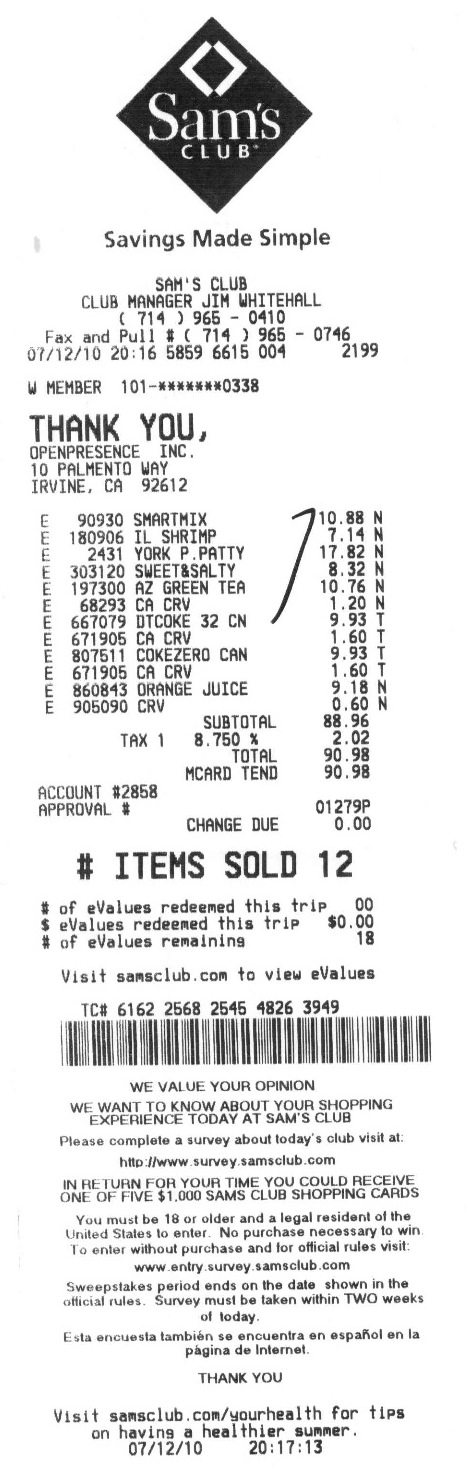 Sam's
CLUB
Savings Made Simple
SAM'S CLUB
CLUB MANAGER JIM WHITEHALL
( 714 ) 965 - 0410
Fax and Pull # ( 714 ) 965 - 0746
07/12/10 20:16 5859 6615 004 2199
W MEMBER 101-*******0338
THANK YOU,
OPENPRESENCE INC.
10 PALMENTO WAY
IRVINE, CA 92612
E 90930 SMARTMIX 10.88 N
E 180906 IL SHRIMP 7.14 N
E 2431 YORK P.PATTY 17.82 N
E 303120 SWEET&SALTY 8.32 N
E 197300 AZ GREEN TEA 10.76 N
E 68293 CA CRV 1.20 N
E 667079 DTCOKE 32 CN 9.93 T
E 671905 CA CRV 1.60 T
E 807511 COKEZERO CAN 9.93 T
E 671905 CA CRV 1.60 T
E 860843 ORANGE JUICE 9.18 N
E 905090 CRV 0.60 N
SUBTOTAL 88.96
TAX 1 8.750 % 2.02
TOTAL 90.98
MCARD TEND 90.98
ACCOUNT #2858
APPROVAL # 01279P
CHANGE DUE 0.00
# ITEMS SOLD 12
# of eValues redeemed this trip 00
$ eValues redeemed this trip $0.00
# of eValues remaining 18
Visit samsclub.com to view eValues
TC# 6162 2568 2545 4826 3949
WE VALUE YOUR OPINION
WE WANT TO KNOW ABOUT YOUR SHOPPING
EXPERIENCE TODAY AT SAM'S CLUB
Please complete a survey about today's club visit at:
http://www.survey.samsclub.com
IN RETURN FOR YOUR TIME YOU COULD RECEIVE
ONE OF FIVE $1,000 SAMS CLUB SHOPPING CARDS
You must be 18 or older and a legal resident of the
United States to enter. No purchase necessary to win.
To enter without purchase and for official rules visit:
www.entry.survey.samsclub.com
Sweepstakes period ends on the date shown in the
official rules. Survey must be taken within TWO weeks
of today.
Esta encuesta también se encuentra en español en la
página de Internet.
THANK YOU
Visit samsclub.com/yourhealth for tips
on having a healthier summer.
07/12/10 20:17:13